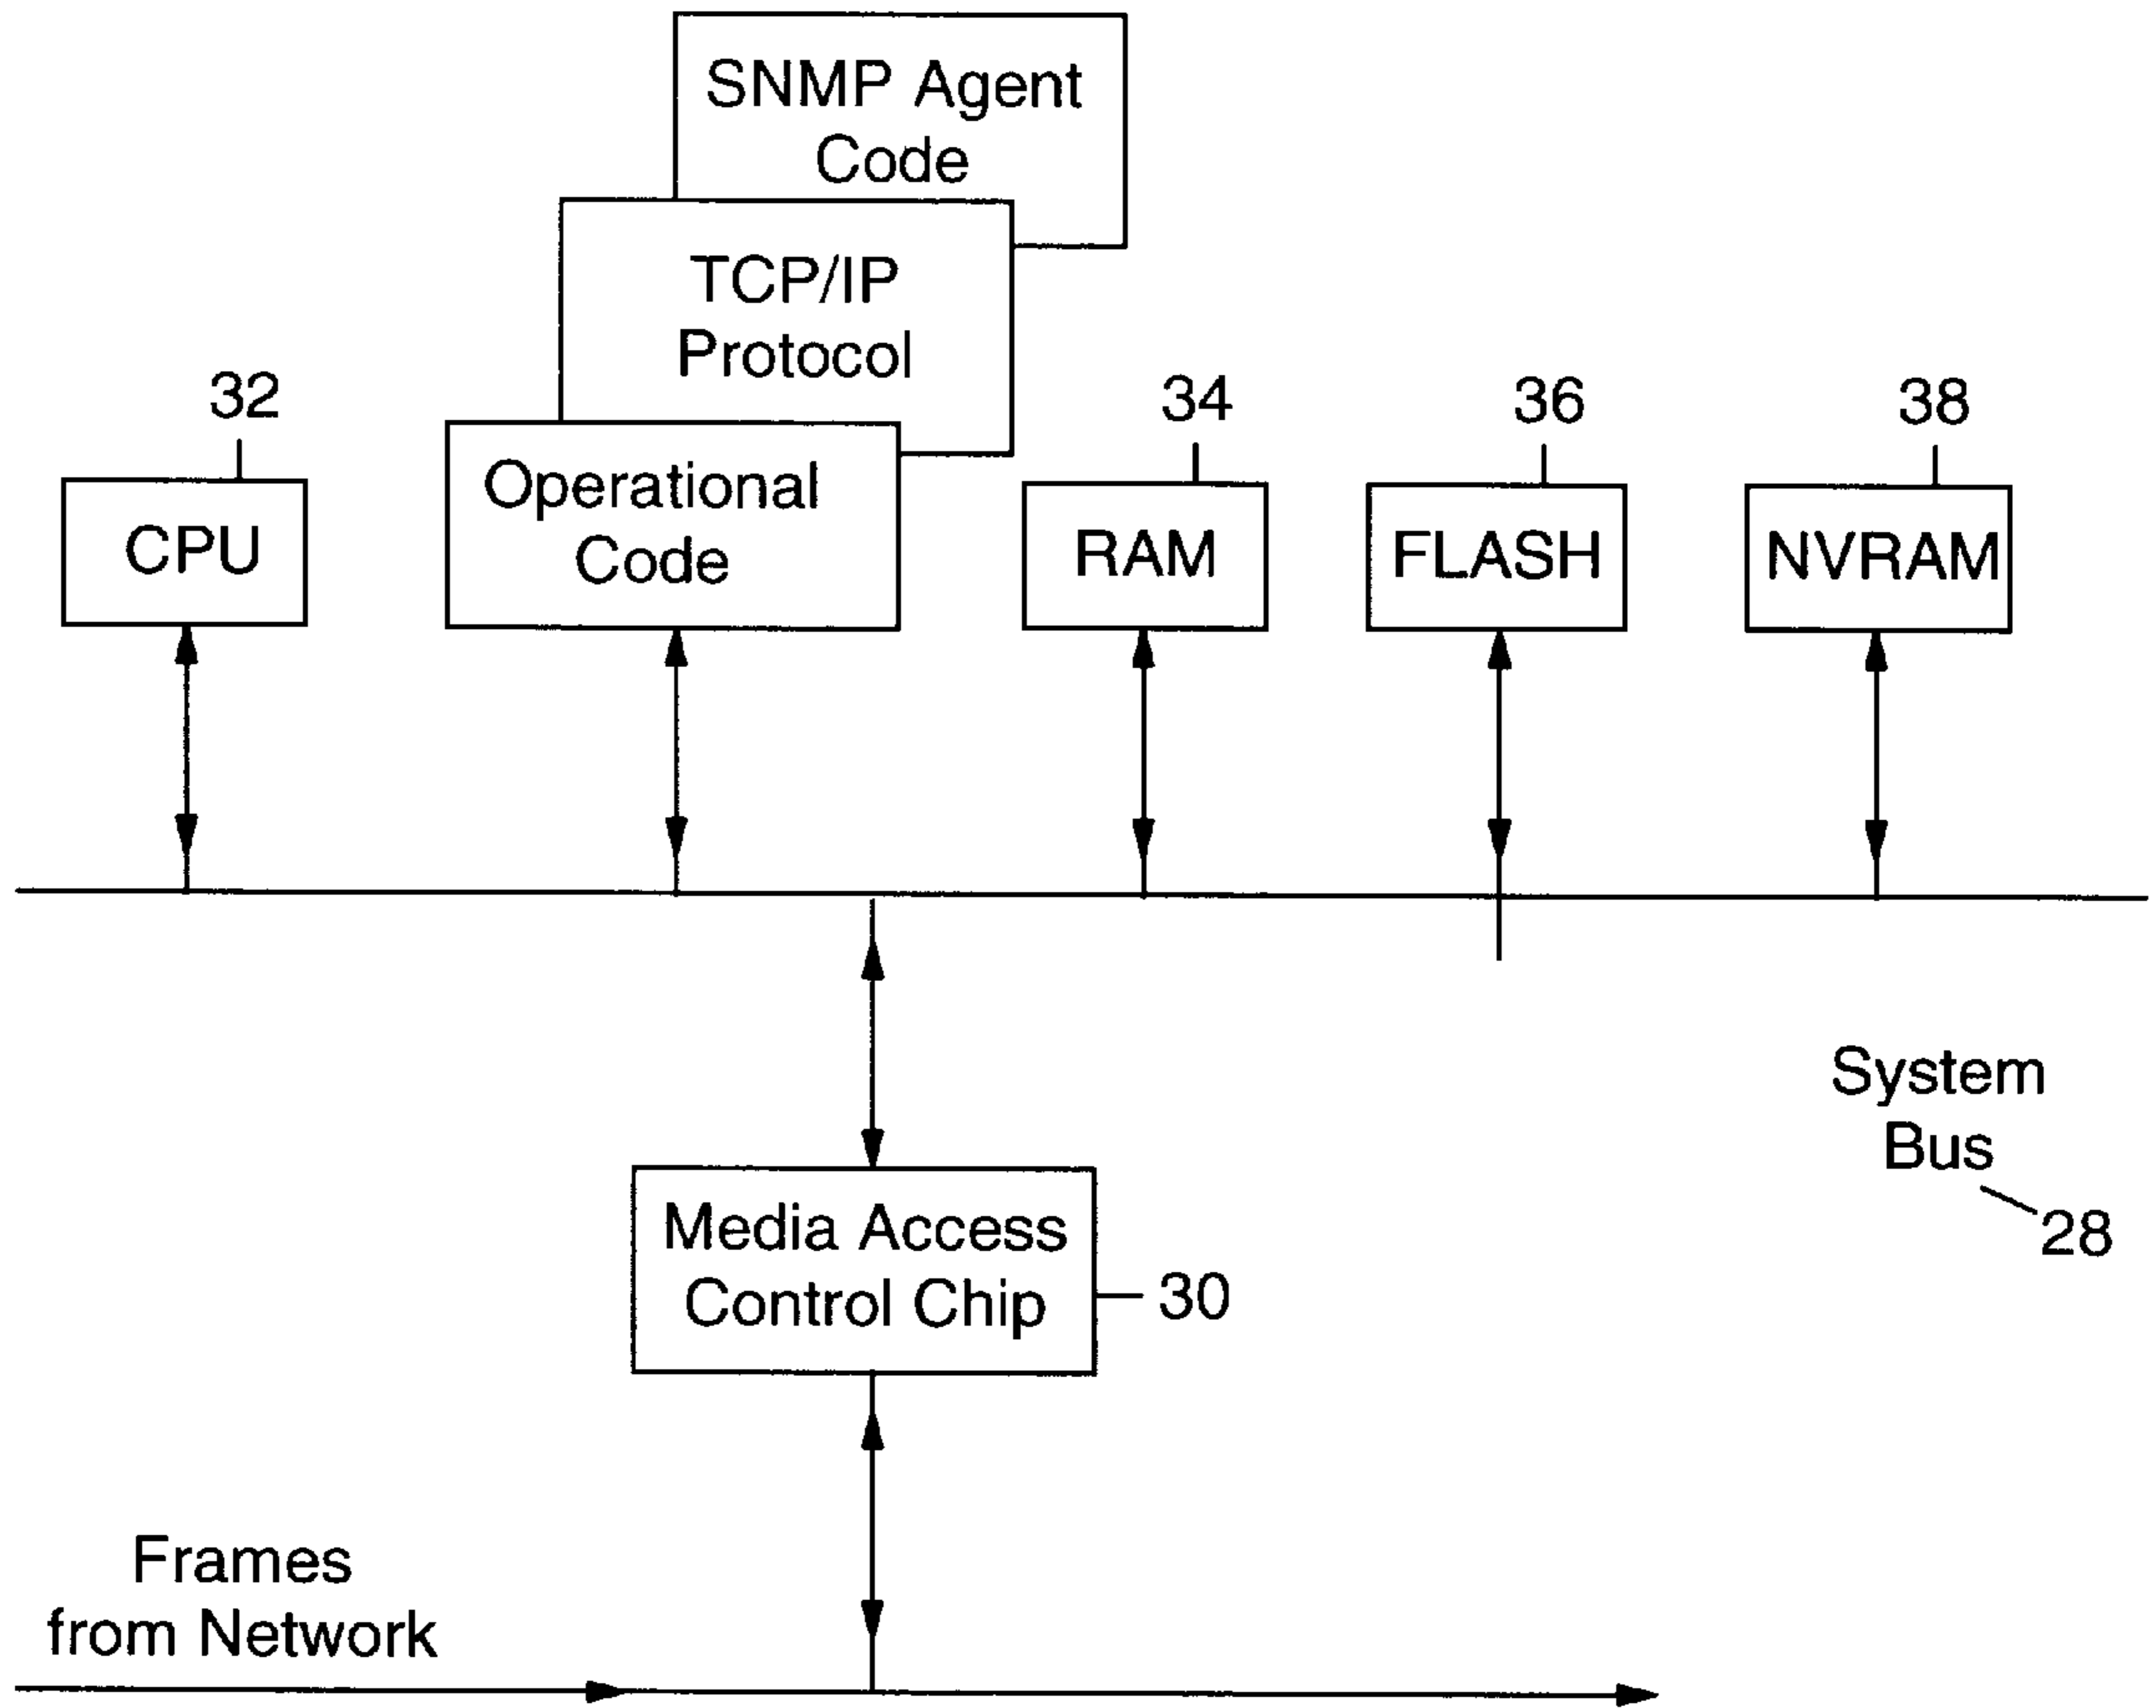 SNMP Agent
Code
TCP/IP
Protocol
32
34
36
38
CPU
Operational
Code
RAM
FLASH
NVRAM
System
Bus
28
Media Access
Control Chip
30
Frames
from Network